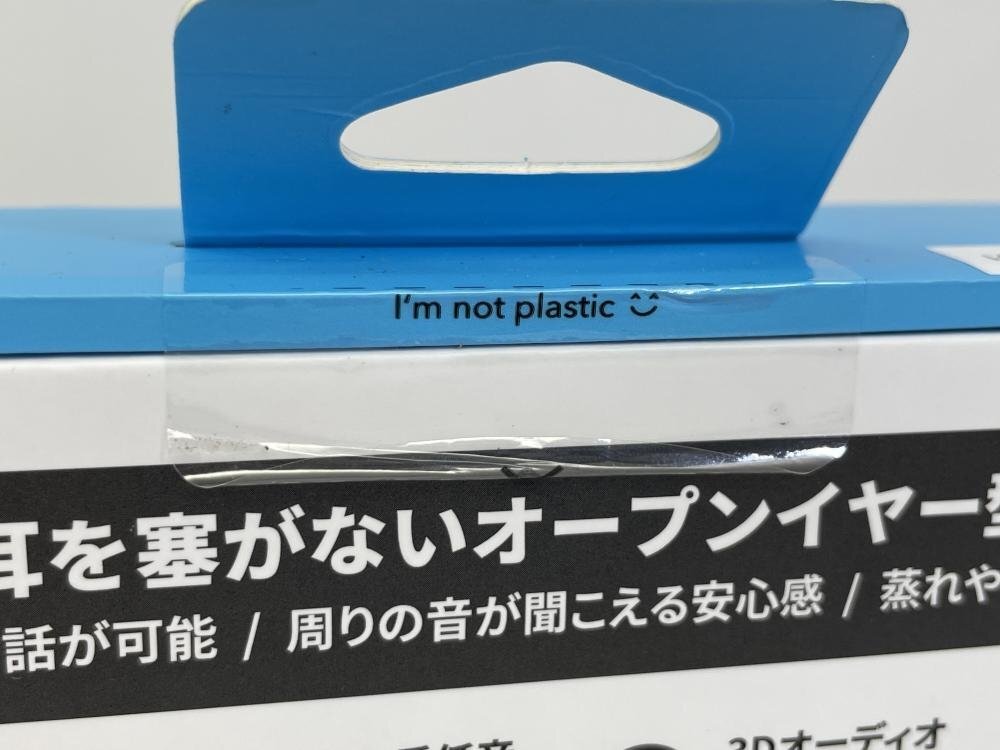 I'm not plastic
耳を塞がないオープンイヤー型
話が可能 / 周りの音が聞こえる安心感 / 蒸れや
3Dオーディオ